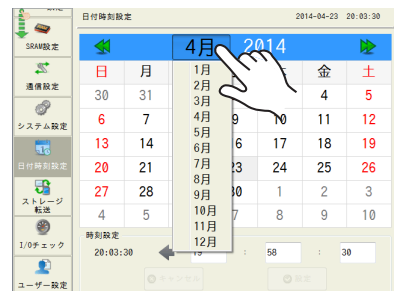 日付時刻設定 2014-04-23 20:03:30
SRAM設定
通信設定
システム設定
日付時刻設定
ストレージ
転送
I/Oチェック
ユーザー設定
4月 2014
日 月 金 土
30 31 4 5
6 7 9 10 11 12
13 14 16 17 18 19
20 21 23 24 25 26
27 28 30 1 2 3
4 5 7 8 9 10
1月
2月
3月
4月
5月
6月
7月
8月
9月
10月
11月
12月
時刻設定
20:03:30 19 : 58 : 30
キャンセル 設定